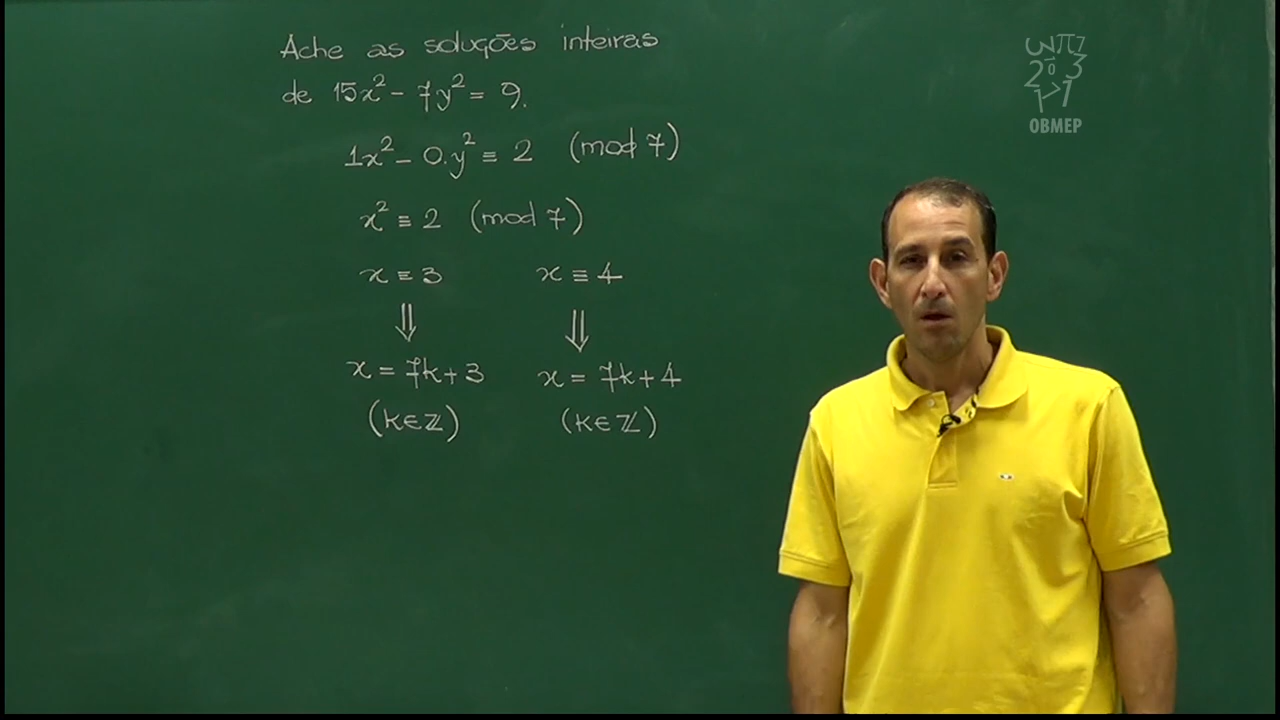 Ache as soluções inteiras
de 15x² - 7y² = 9.
1x² - 0.y² ≡ 2 (mod 7)
x² ≡ 2 (mod 7)
x ≡ 3 x ≡ 4
⇓ ⇓
x = 7k+3 x = 7k+4
(k∈ℤ) (k∈ℤ)
OBMEP